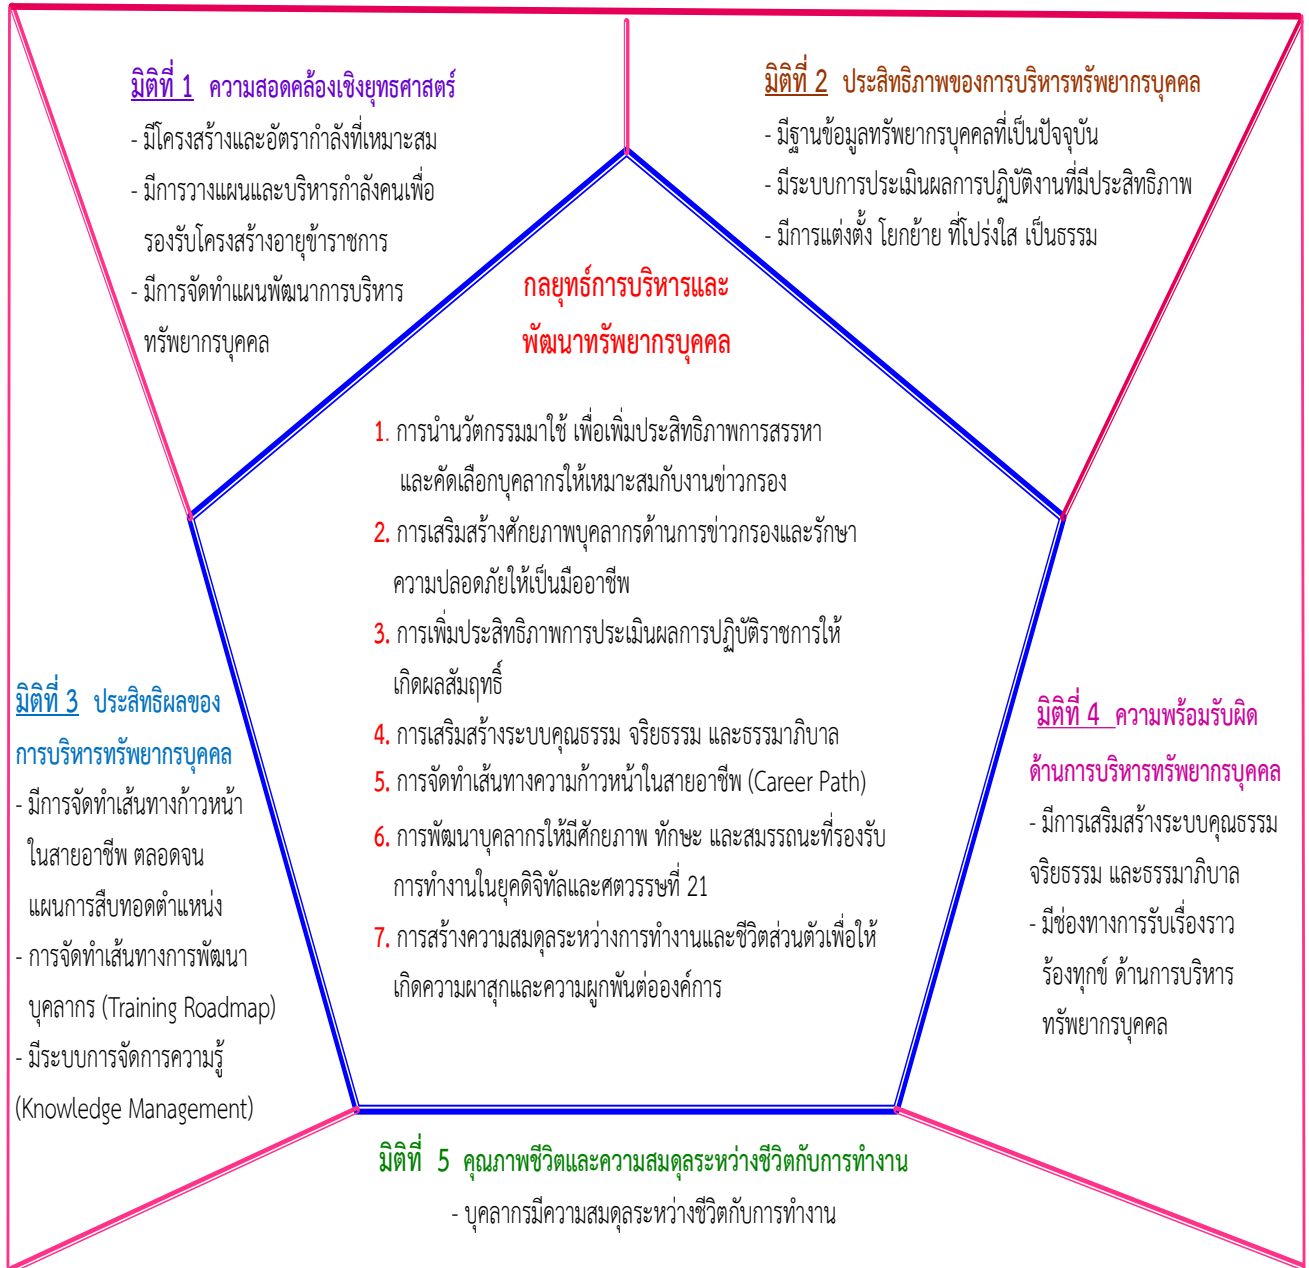 มิติที่ 1 ความสอดคล้องเชิงยุทธศาสตร์
- มีโครงสร้างและอัตรากำลังที่เหมาะสม
- มีการวางแผนและบริหารกำลังคนเพื่อ
รองรับโครงสร้างอายุข้าราชการ
- มีการจัดทำแผนพัฒนาการบริหาร
ทรัพยากรบุคคล
มิติที่ 2 ประสิทธิภาพของการบริหารทรัพยากรบุคคล
- มีฐานข้อมูลทรัพยากรบุคคลที่เป็นปัจจุบัน
- มีระบบการประเมินผลการปฏิบัติงานที่มีประสิทธิภาพ
- มีการแต่งตั้ง โยกย้าย ที่โปร่งใส เป็นธรรม
กลยุทธ์การบริหารและ
พัฒนาทรัพยากรบุคคล
1. การนำนวัตกรรมมาใช้ เพื่อเพิ่มประสิทธิภาพการสรรหา
และคัดเลือกบุคลากรให้เหมาะสมกับงานข่าวกรอง
2. การเสริมสร้างศักยภาพบุคลากรด้านการข่าวกรองและรักษา
ความปลอดภัยให้เป็นมืออาชีพ
3. การเพิ่มประสิทธิภาพการประเมินผลการปฏิบัติราชการให้
เกิดผลสัมฤทธิ์
4. การเสริมสร้างระบบคุณธรรม จริยธรรม และธรรมาภิบาล
5. การจัดทำเส้นทางความก้าวหน้าในสายอาชีพ (Career Path)
6. การพัฒนาบุคลากรให้มีศักยภาพ ทักษะ และสมรรถนะที่รองรับ
การทำงานในยุคดิจิทัลและศตวรรษที่ 21
7. การสร้างความสมดุลระหว่างการทำงานและชีวิตส่วนตัวเพื่อให้
เกิดความผาสุกและความผูกพันต่อองค์การ
มิติที่ 3 ประสิทธิผลของ
การบริหารทรัพยากรบุคคล
- มีการจัดทำเส้นทางก้าวหน้า
ในสายอาชีพ ตลอดจน
แผนการสืบทอดตำแหน่ง
- การจัดทำเส้นทางการพัฒนา
บุคลากร (Training Roadmap)
- มีระบบการจัดการความรู้
(Knowledge Management)
มิติที่ 4 ความพร้อมรับผิด
ด้านการบริหารทรัพยากรบุคคล
- มีการเสริมสร้างระบบคุณธรรม
จริยธรรม และธรรมาภิบาล
- มีช่องทางการรับเรื่องราว
ร้องทุกข์ ด้านการบริหาร
ทรัพยากรบุคคล
มิติที่ 5 คุณภาพชีวิตและความสมดุลระหว่างชีวิตกับการทำงาน
- บุคลากรมีความสมดุลระหว่างชีวิตกับการทำงาน